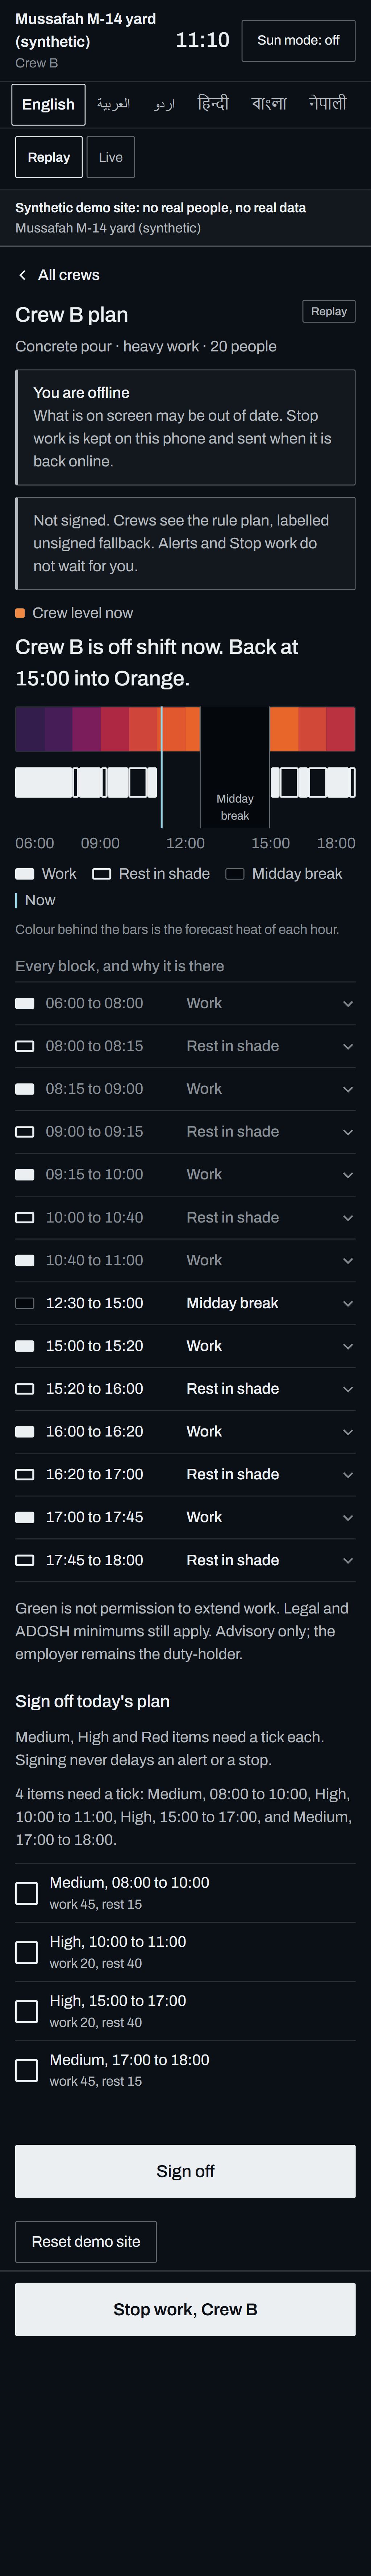 Mussafah M-14 yard
(synthetic)
Crew B
11:10
Sun mode: off
English
العربية
اردو
हिन्दी
বাংলা
नेपाली
Replay
Live
Synthetic demo site: no real people, no real data
Mussafah M-14 yard (synthetic)
All crews
Crew B plan
Replay
Concrete pour · heavy work · 20 people
You are offline
What is on screen may be out of date. Stop
work is kept on this phone and sent when it is
back online.
Not signed. Crews see the rule plan, labelled
unsigned fallback. Alerts and Stop work do
not wait for you.
Crew level now
Crew B is off shift now. Back at
15:00 into Orange.
Midday
break
06:00 09:00 12:00 15:00 18:00
Work Rest in shade Midday break
Now
Colour behind the bars is the forecast heat of each hour.
Every block, and why it is there
06:00 to 08:00 Work
08:00 to 08:15 Rest in shade
08:15 to 09:00 Work
09:00 to 09:15 Rest in shade
09:15 to 10:00 Work
10:00 to 10:40 Rest in shade
10:40 to 11:00 Work
12:30 to 15:00 Midday break
15:00 to 15:20 Work
15:20 to 16:00 Rest in shade
16:00 to 16:20 Work
16:20 to 17:00 Rest in shade
17:00 to 17:45 Work
17:45 to 18:00 Rest in shade
Green is not permission to extend work. Legal and
ADOSH minimums still apply. Advisory only; the
employer remains the duty-holder.
Sign off today's plan
Medium, High and Red items need a tick each.
Signing never delays an alert or a stop.
4 items need a tick: Medium, 08:00 to 10:00, High,
10:00 to 11:00, High, 15:00 to 17:00, and Medium,
17:00 to 18:00.
Medium, 08:00 to 10:00
work 45, rest 15
High, 10:00 to 11:00
work 20, rest 40
High, 15:00 to 17:00
work 20, rest 40
Medium, 17:00 to 18:00
work 45, rest 15
Sign off
Reset demo site
Stop work, Crew B